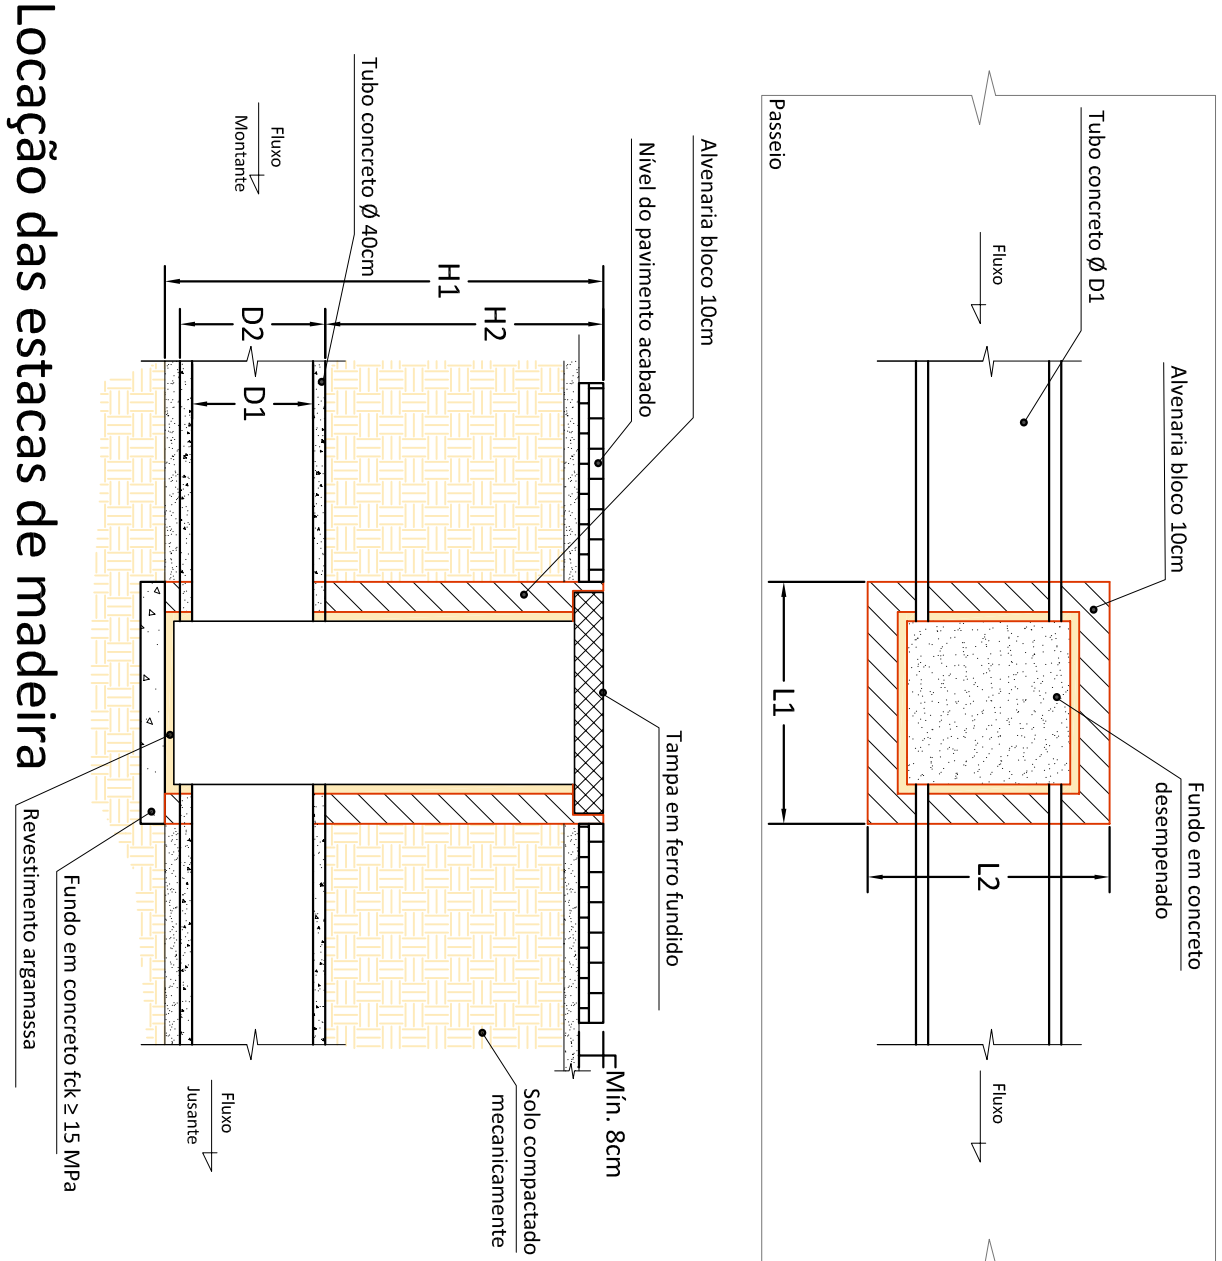 Passeio
Tubo concreto Ø D1
Fluxo
Alvenaria bloco 10cm
Fundo em concreto
desempenado
L1
L2
Fluxo
Alvenaria bloco 10cm
Nível do pavimento acabado
Tubo concreto Ø 40cm
Fluxo
Montante
H1
H2
D2
D1
Tampa em ferro fundido
Mín. 8cm
Solo compactado
mecanicamente
Fluxo
Jusante
Fundo em concreto fck ≥ 15 MPa
Revestimento argamassa
Locação das estacas de madeira